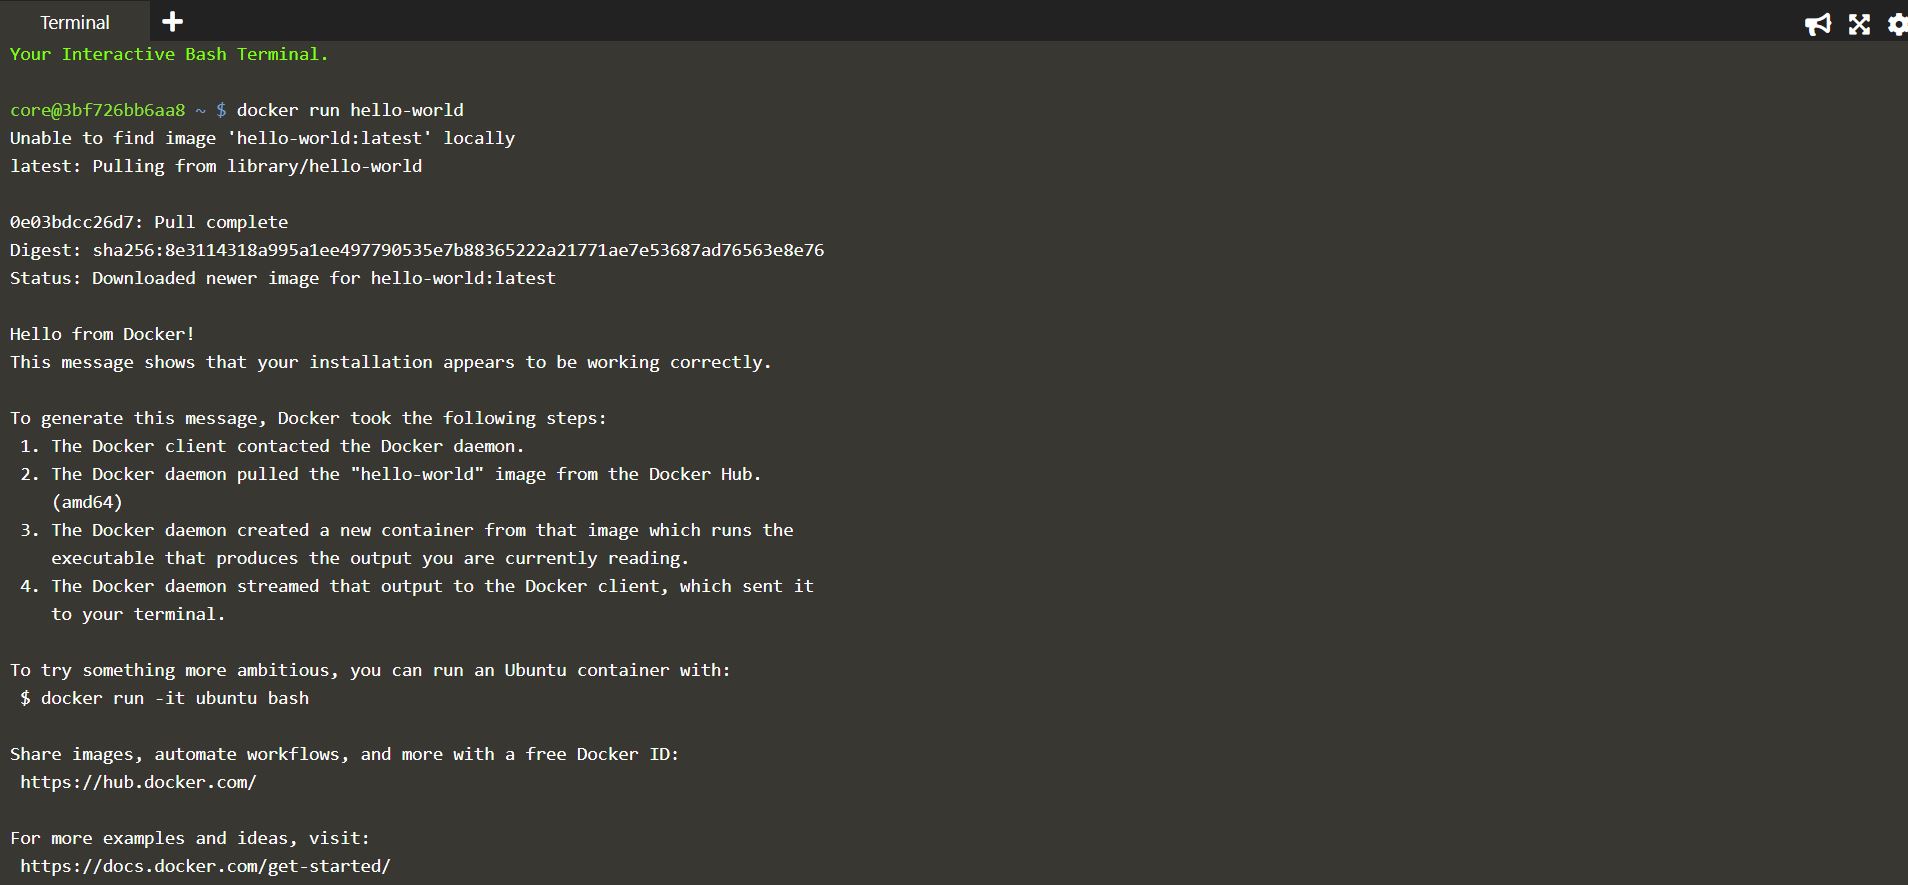 Terminal
Your Interactive Bash Terminal.
core@3bf726bb6aa8 ~ $ docker run hello-world
Unable to find image 'hello-world:latest' locally
latest: Pulling from library/hello-world
0e03bdcc26d7: Pull complete
Digest: sha256:8e3114318a995a1ee497790535e7b88365222a21771ae7e53687ad76563e8e76
Status: Downloaded newer image for hello-world:latest
Hello from Docker!
This message shows that your installation appears to be working correctly.
To generate this message, Docker took the following steps:
1. The Docker client contacted the Docker daemon.
2. The Docker daemon pulled the "hello-world" image from the Docker Hub.
(amd64)
3. The Docker daemon created a new container from that image which runs the
executable that produces the output you are currently reading.
4. The Docker daemon streamed that output to the Docker client, which sent it
to your terminal.
To try something more ambitious, you can run an Ubuntu container with:
$ docker run -it ubuntu bash
Share images, automate workflows, and more with a free Docker ID:
https://hub.docker.com/
For more examples and ideas, visit:
https://docs.docker.com/get-started/